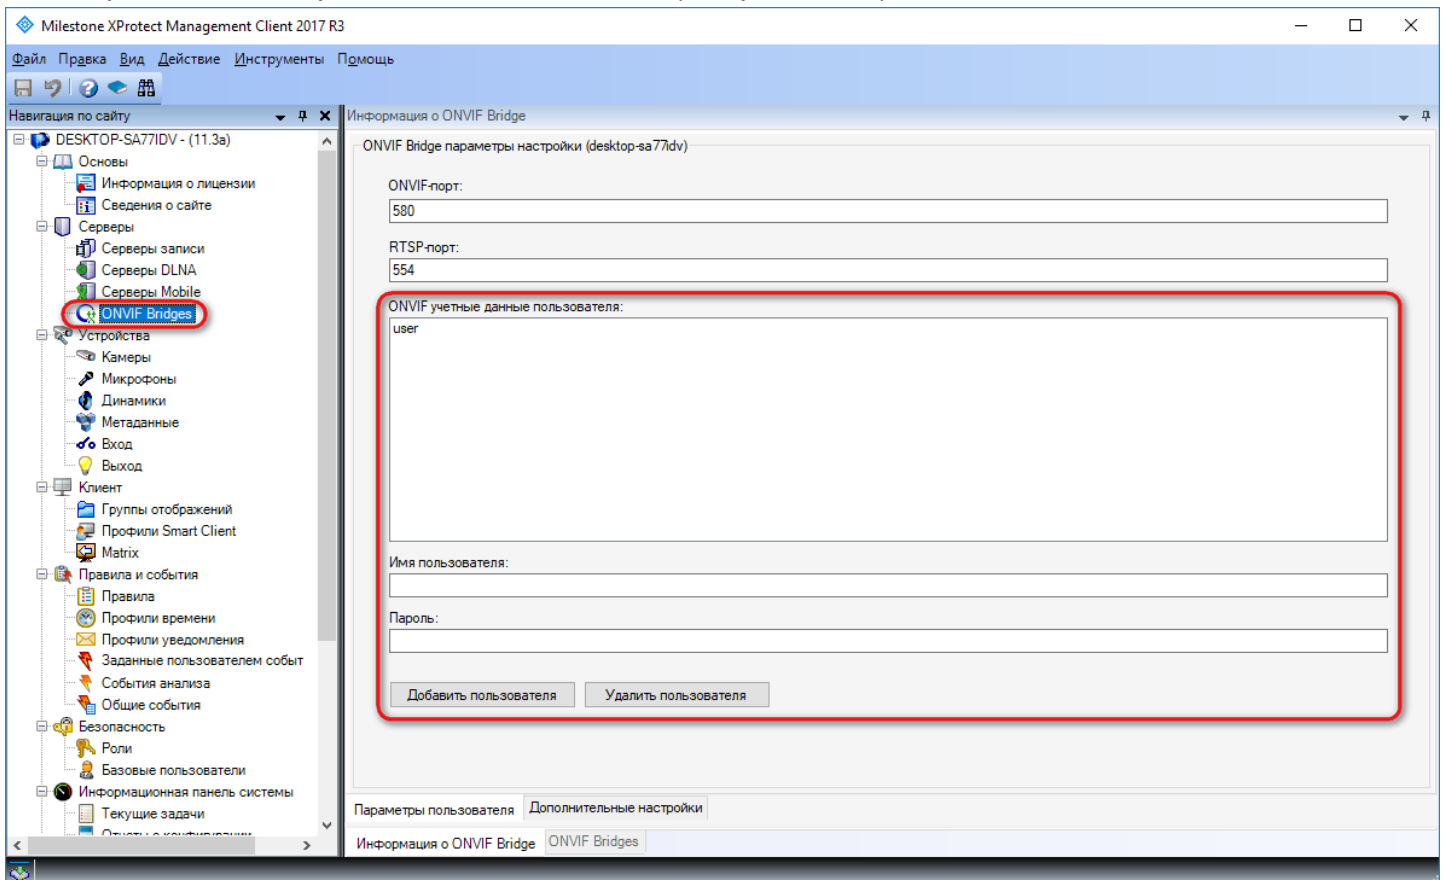 Milestone XProtect Management Client 2017 R3
Файл Правка Вид Действие Инструменты Помощь
Навигация по сайту
DESKTOP-SA77IDV - (11.3a)
Основы
Информация о лицензии
Сведения о сайте
Серверы
Серверы записи
Серверы DLNA
Серверы Mobile
ONVIF Bridges
Устройства
Камеры
Микрофоны
Динамики
Метаданные
Вход
Выход
Клиент
Группы отображений
Профили Smart Client
Matrix
Правила и события
Правила
Профили времени
Профили уведомления
Заданные пользователем событ
События анализа
Общие события
Безопасность
Роли
Базовые пользователи
Информационная панель системы
Текущие задачи
Информация о ONVIF Bridge
ONVIF Bridge параметры настройки (desktop-sa77idv)
ONVIF-порт:
580
RTSP-порт:
554
ONVIF учетные данные пользователя:
user
Имя пользователя:
Пароль:
Добавить пользователя Удалить пользователя
Параметры пользователя Дополнительные настройки
Информация о ONVIF Bridge ONVIF Bridges